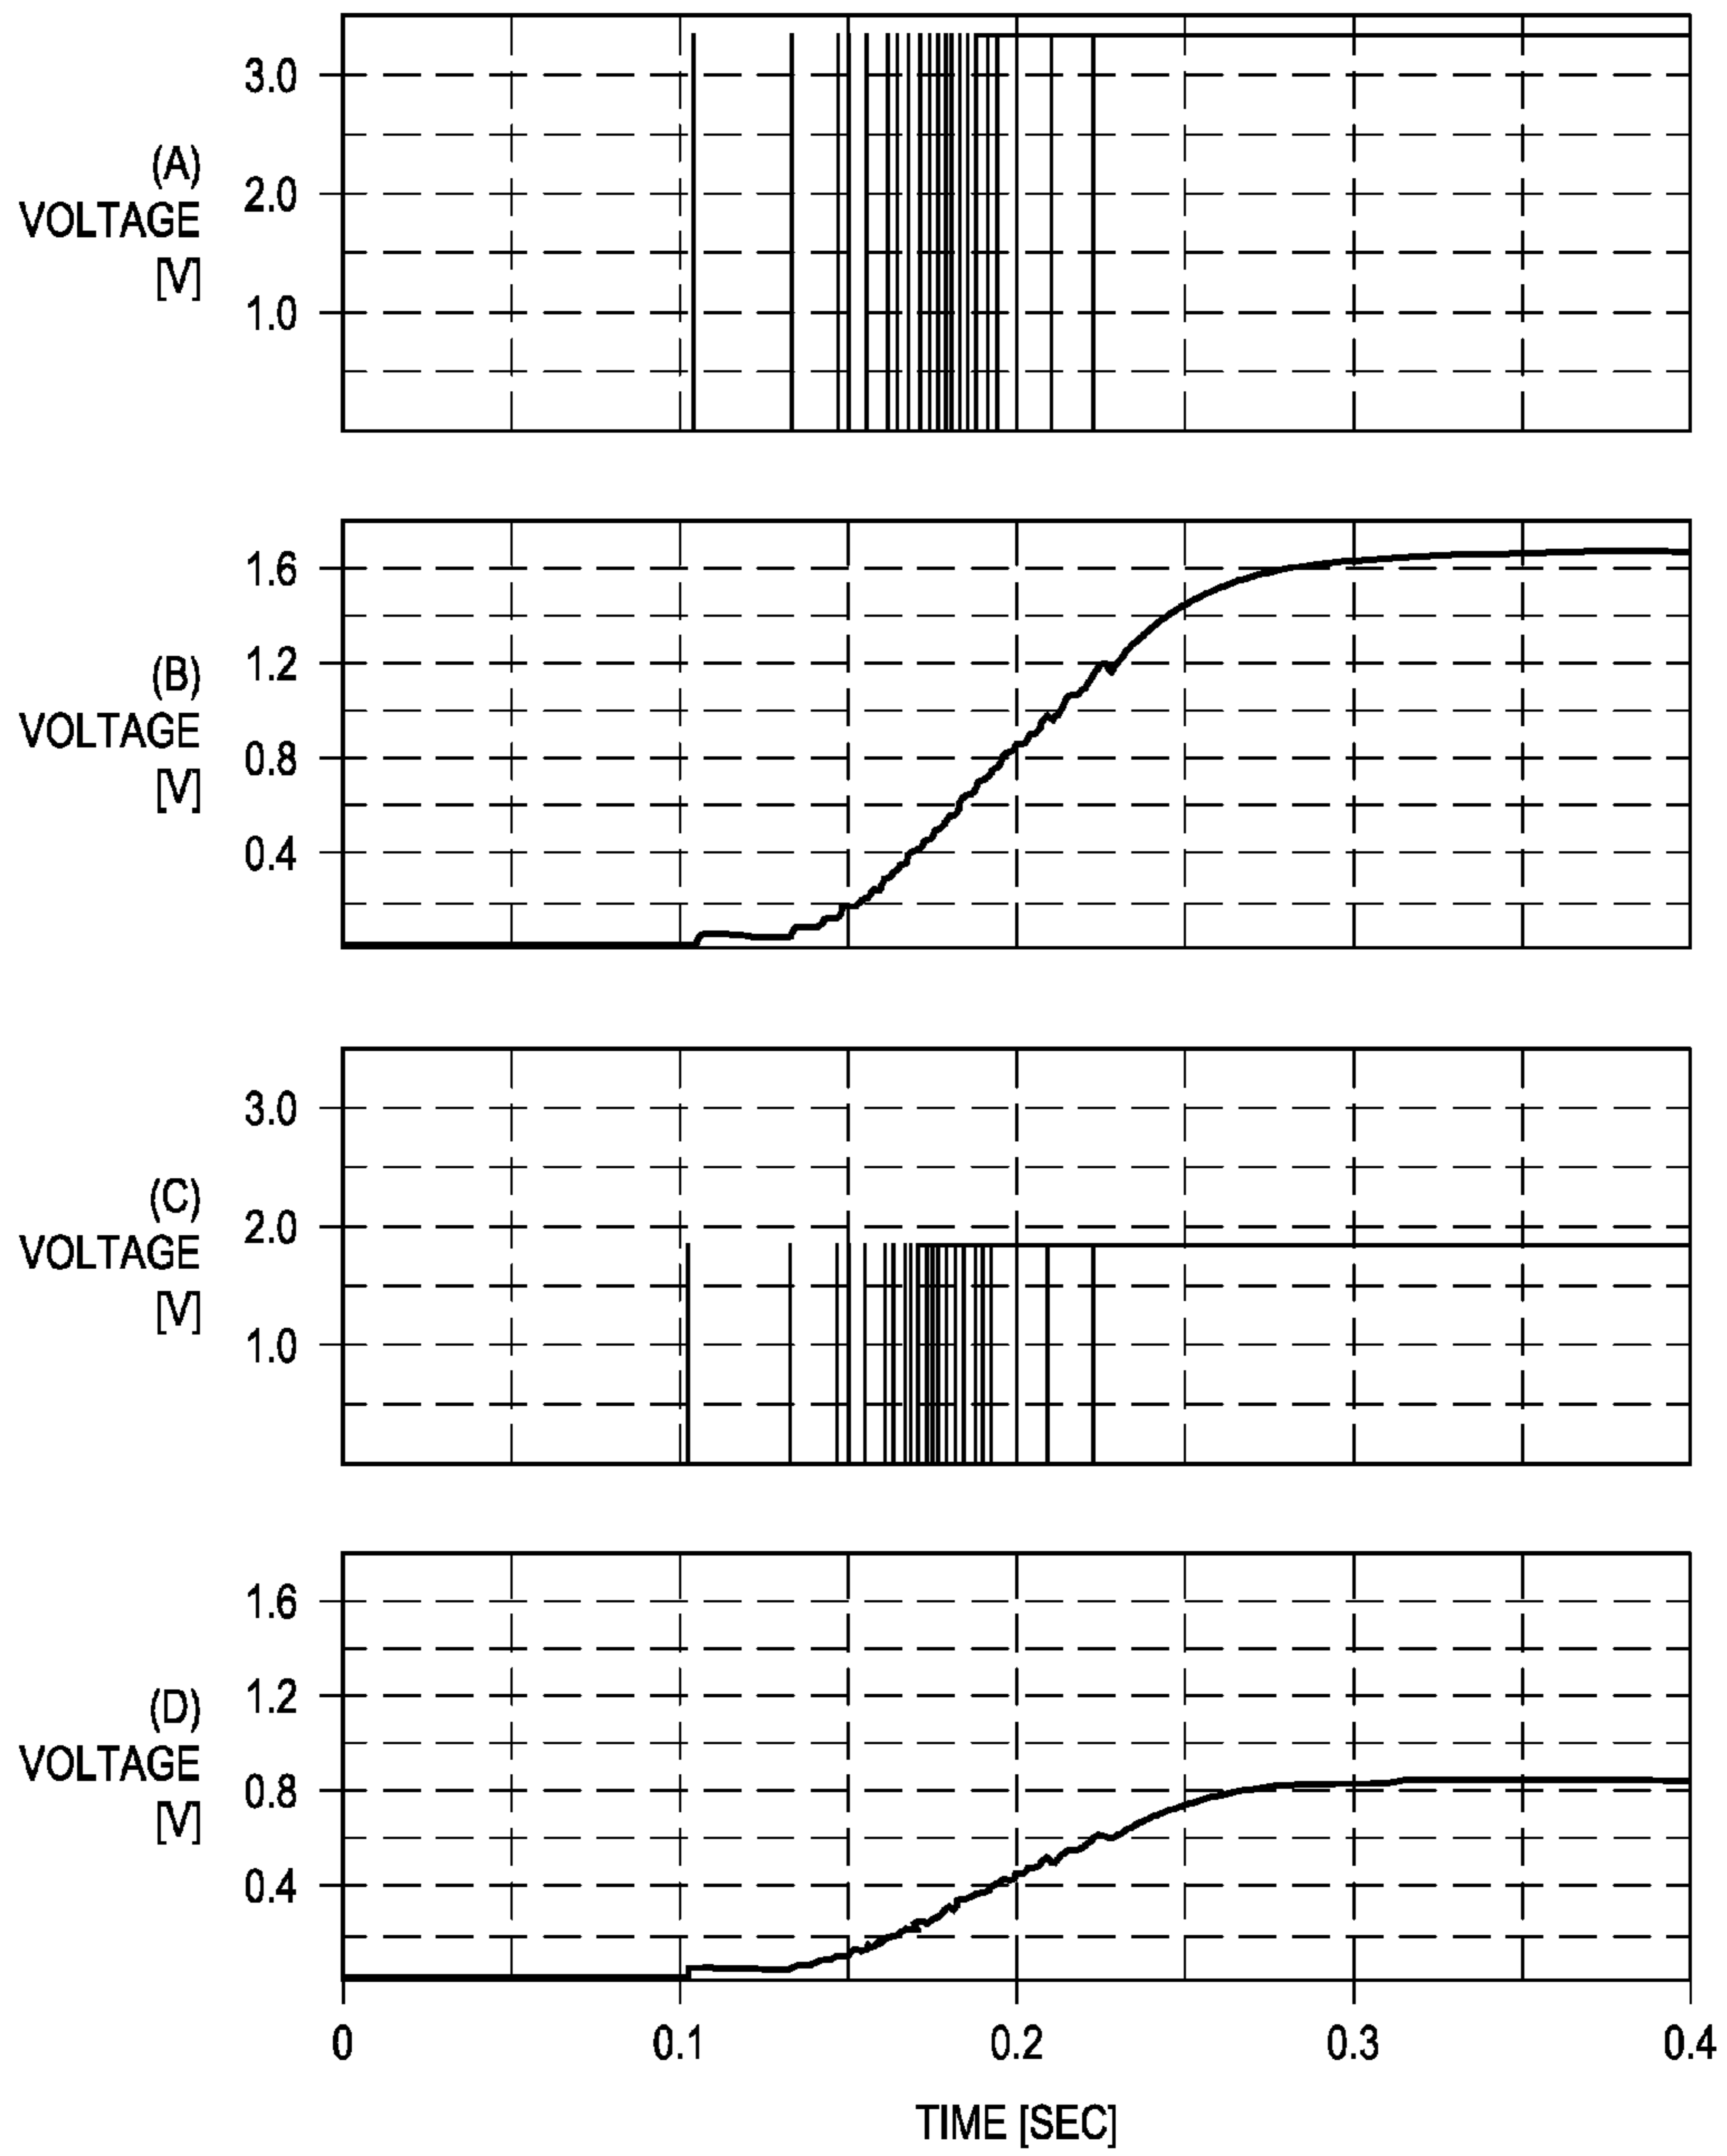 3.0
(A)
2.0
VOLTAGE
[V]
1.0
1.6
(B)
1.2
VOLTAGE
0.8
[V]
0.4
3.0
(C)
2.0
VOLTAGE
[V]
1.0
1.6
(D)
1.2
VOLTAGE
0.8
[V]
0.4
0 0.1 0.2 0.3 0.4
TIME [SEC]